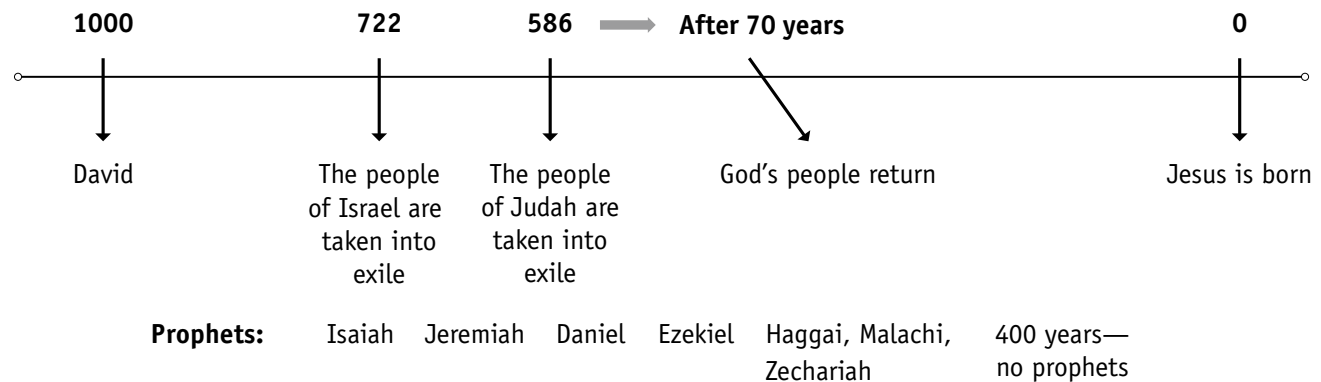 1000 722 586 After 70 years 0
David
The people
of Israel are
taken into
exile
The people
of Judah are
taken into
exile
God's people return
Jesus is born
Prophets: Isaiah Jeremiah Daniel Ezekiel Haggai, Malachi,
Zechariah
400 years—
no prophets